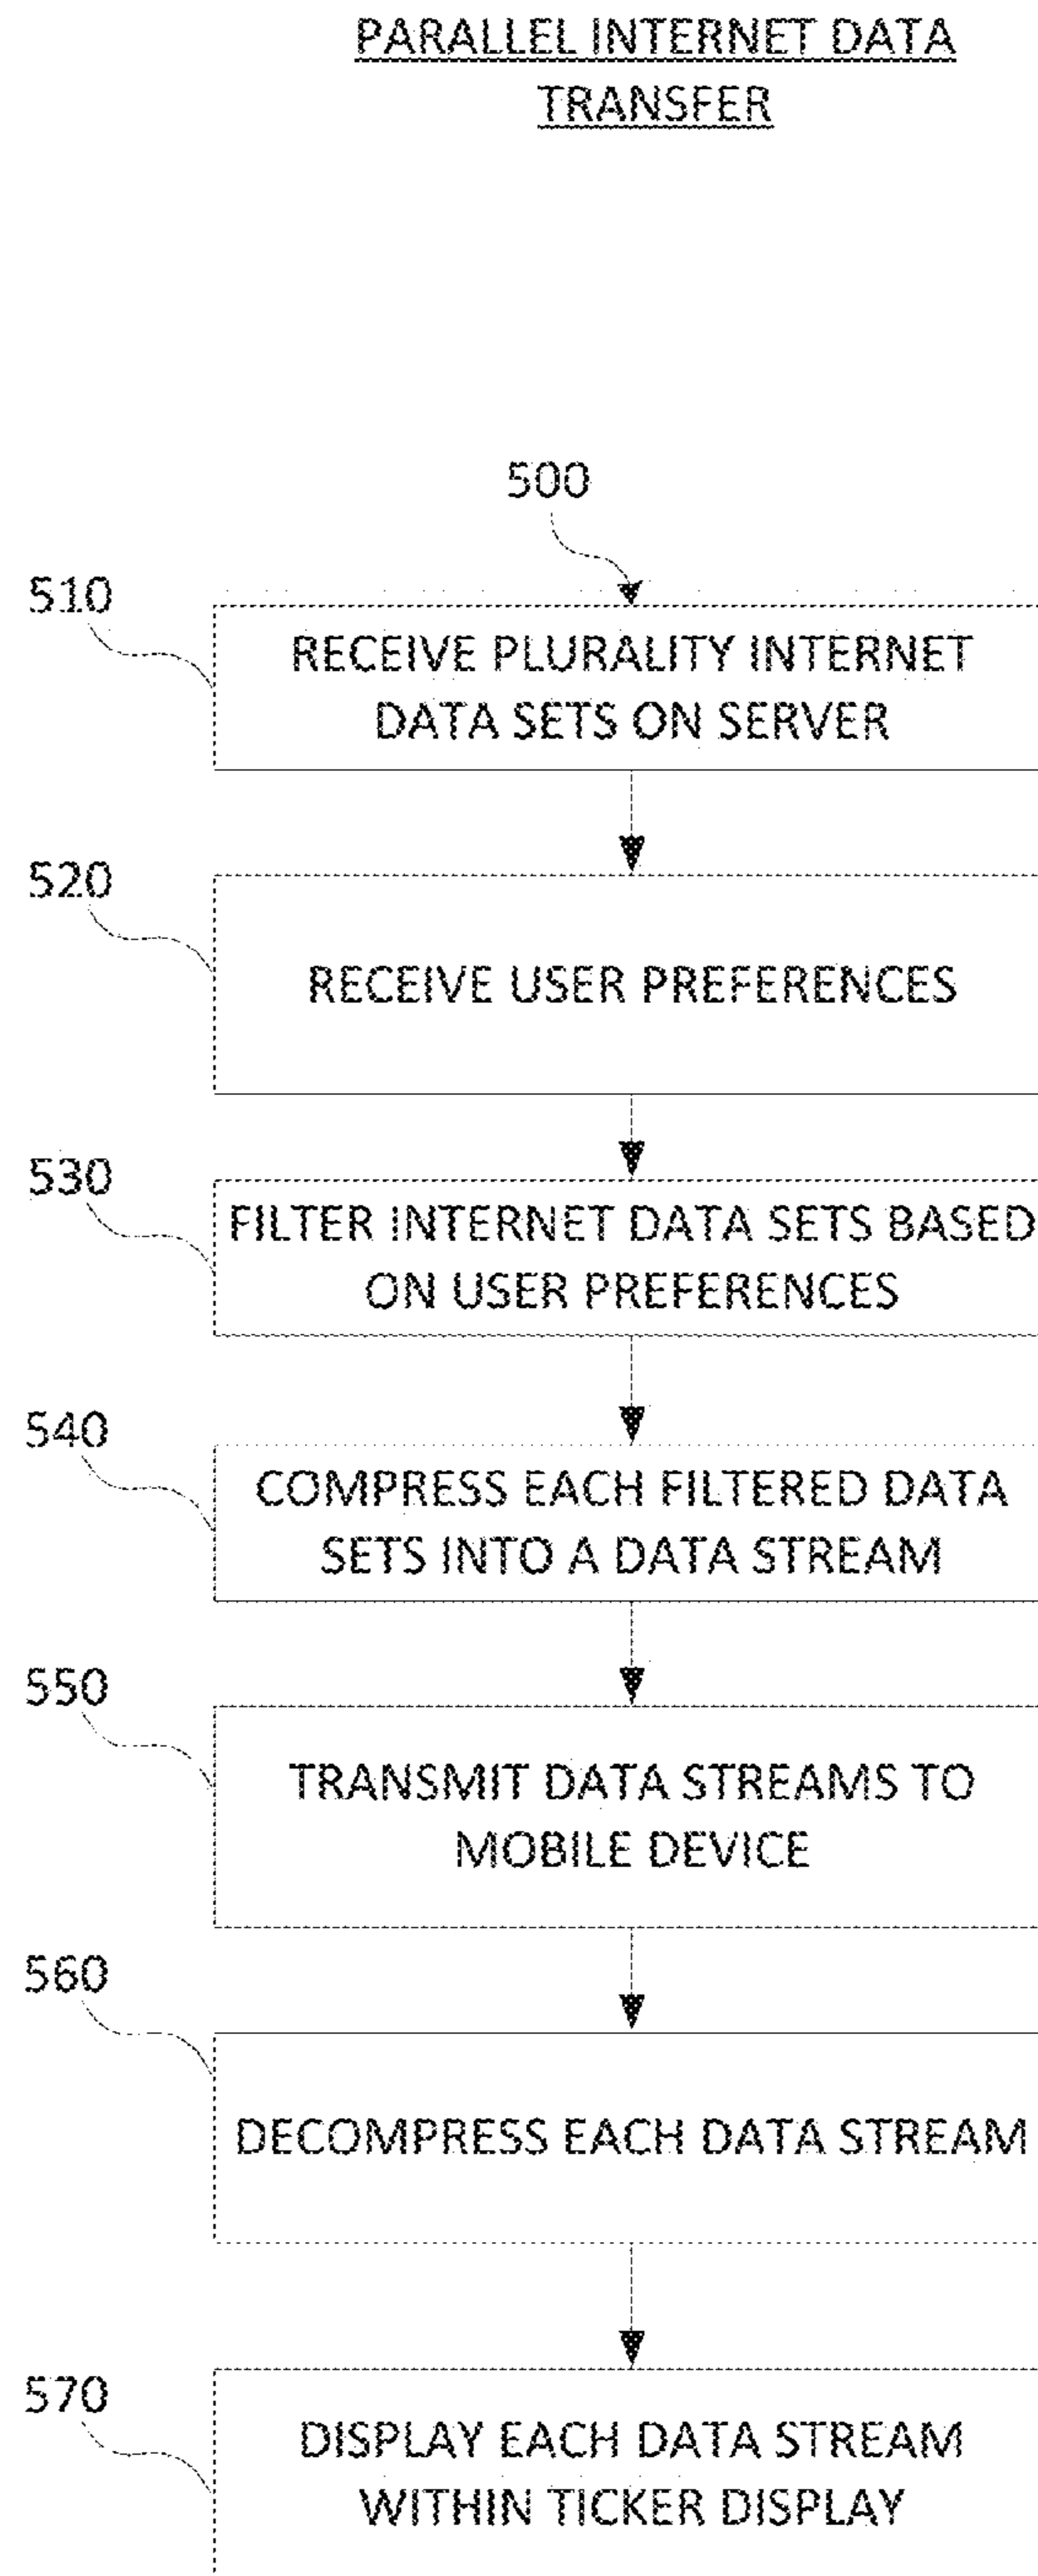 PARALLEL INTERNET DATA
TRANSFER
500
510
RECEIVE PLURALITY INTERNET
DATA SETS ON SERVER
520
RECEIVE USER PREFERENCES
530
FILTER INTERNET DATA SETS BASED
ON USER PREFERENCES
540
COMPRESS EACH FILTERED DATA
SETS INTO A DATA STREAM
550
TRANSMIT DATA STREAMS TO
MOBILE DEVICE
560
DECOMPRESS EACH DATA STREAM
570
DISPLAY EACH DATA STREAM
WITHIN TICKER DISPLAY